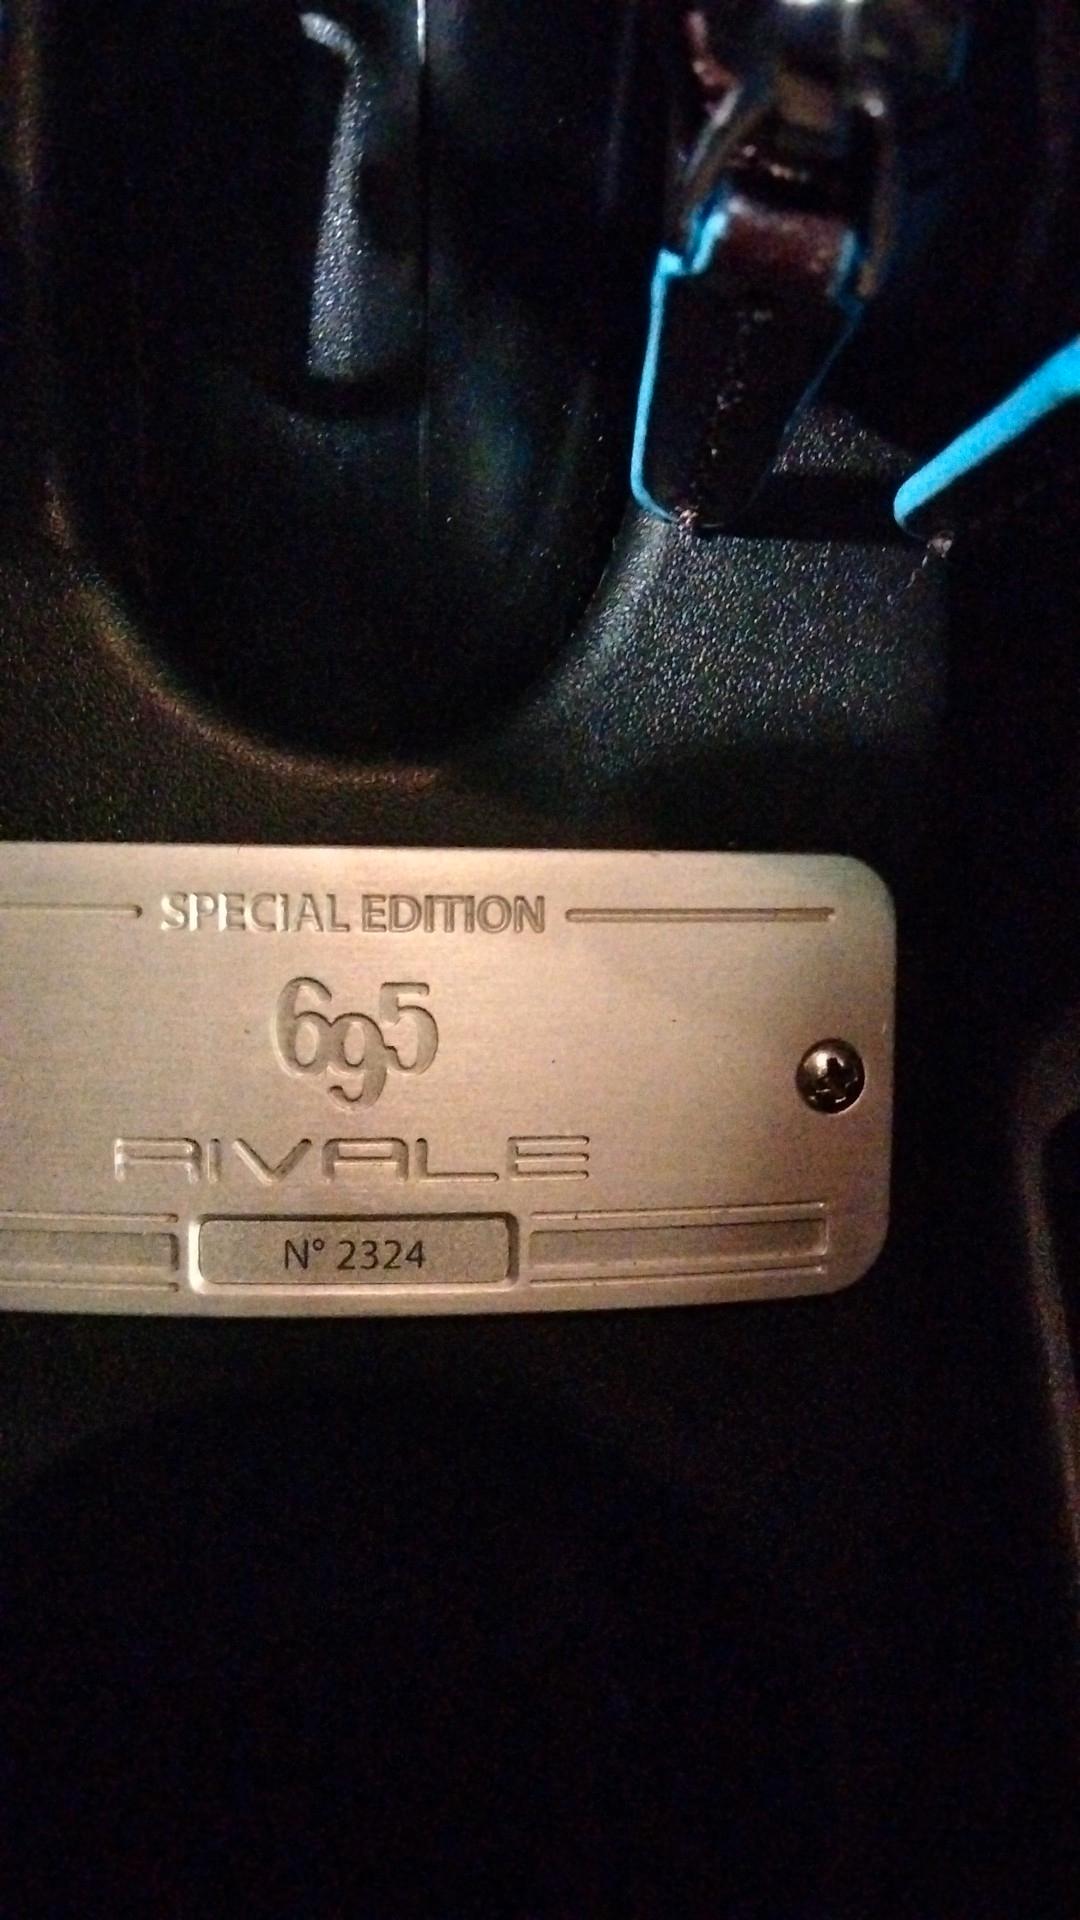 SPECIAL EDITION
695
RIVALE
N° 2324